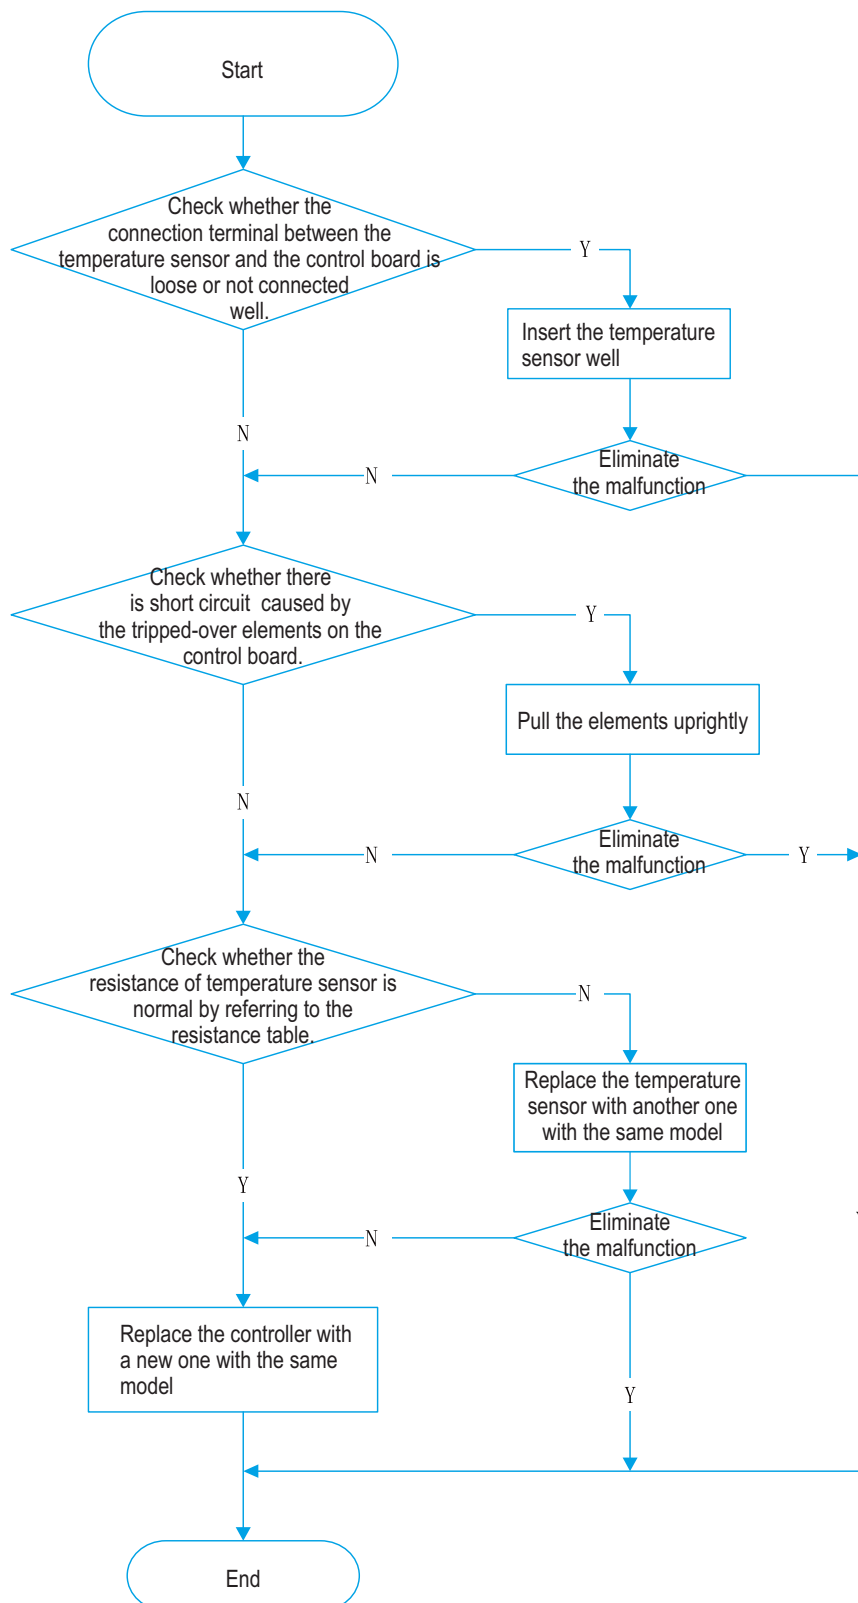 Start
Check whether the
connection terminal between the
temperature sensor and the control board is
loose or not connected
well.
Y
Insert the temperature
sensor well
N
Eliminate
the malfunction
N
Check whether there
is short circuit caused by
the tripped-over elements on the
control board.
Y
Pull the elements uprightly
N
Eliminate
the malfunction
N
Y
Check whether the
resistance of temperature sensor is
normal by referring to the
resistance table.
N
Replace the temperature
sensor with another one
with the same model
Y
Eliminate
the malfunction
N
Replace the controller with
a new one with the same
model
Y
End